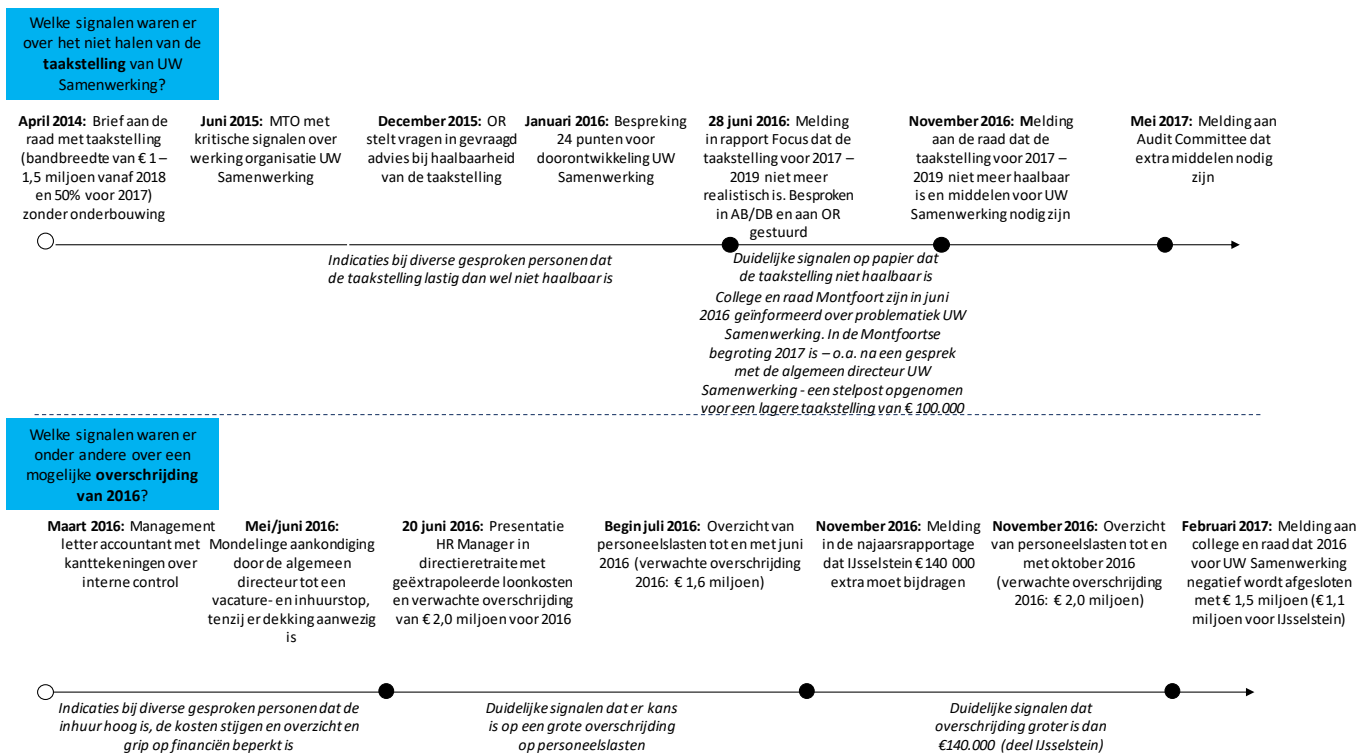 Welke signalen waren er
over het niet halen van de
taakstelling van UW
Samenwerking?
April 2014: Brief aan de
raad met taakstelling
(bandbreedte van € 1 –
1,5 miljoen vanaf 2018
en 50% voor 2017)
zonder onderbouwing
Juni 2015: MTO met
kritische signalen over
werking organisatie UW
Samenwerking
December 2015: OR
stelt vragen in gevraagd
advies bij haalbaarheid
van de taakstelling
Januari 2016: Bespreking
24 punten voor
doorontwikkeling UW
Samenwerking
28 juni 2016: Melding
in rapport Focus dat de
taakstelling voor 2017 –
2019 niet meer
realistisch is. Besproken
in AB/DB en aan OR
gestuurd
November 2016: Melding
aan de raad dat de
taakstelling voor 2017 –
2019 niet meer haalbaar
is en middelen voor UW
Samenwerking nodig zijn
Mei 2017: Melding aan
Audit Committee dat
extra middelen nodig
zijn
Indicaties bij diverse gesproken personen dat
de taakstelling lastig dan wel niet haalbaar is
Duidelijke signalen op papier dat
de taakstelling niet haalbaar is
College en raad Montfoort zijn in juni
2016 geïnformeerd over problematiek UW
Samenwerking. In de Montfoortse
begroting 2017 is – o.a. na een gesprek
met de algemeen directeur UW
Samenwerking - een stelpost opgenomen
voor een lagere taakstelling van € 100.000
Welke signalen waren er
onder andere over een
mogelijke overschrijding
van 2016?
Maart 2016: Management
letter accountant met
kanttekeningen over
interne control
Mei/juni 2016:
Mondelinge aankondiging
door de algemeen
directeur tot een
vacature- en inhuurstop,
tenzij er dekking aanwezig
is
20 juni 2016: Presentatie
HR Manager in
directieretraite met
geëxtrapoleerde loonkosten
en verwachte overschrijding
van € 2,0 miljoen voor 2016
Begin juli 2016: Overzicht van
personeelslasten tot en met juni
2016 (verwachte overschrijding
2016: € 1,6 miljoen)
November 2016: Melding
in de najaarsrapportage
dat IJsselstein € 140 000
extra moet bijdragen
November 2016: Overzicht
van personeelslasten tot en
met oktober 2016
(verwachte overschrijding
2016: € 2,0 miljoen)
Februari 2017: Melding aan
college en raad dat 2016
voor UW Samenwerking
negatief wordt afgesloten
met € 1,5 miljoen (€ 1,1
miljoen voor IJsselstein)
Indicaties bij diverse gesproken personen dat de
inhuur hoog is, de kosten stijgen en overzicht en
grip op financiën beperkt is
Duidelijke signalen dat er kans
is op een grote overschrijding
op personeelslasten
Duidelijke signalen dat
overschrijding groter is dan
€140.000 (deel IJsselstein)